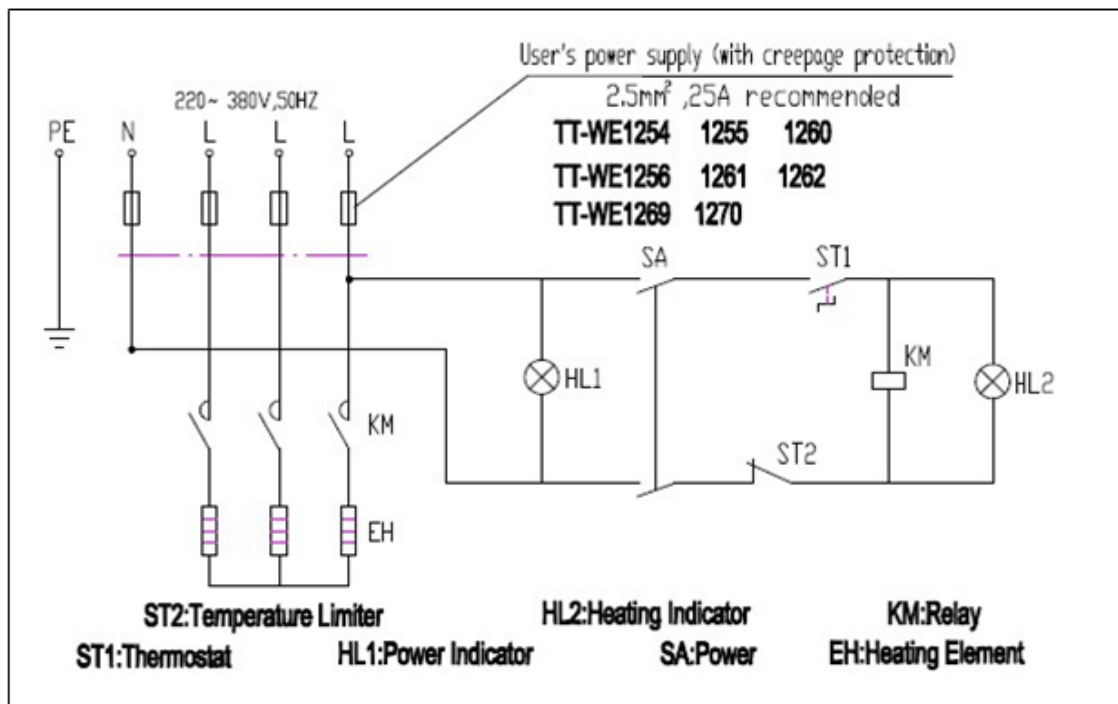 User's power supply (with creepage protection)
2.5mm² ,25A recommended
220~ 380V,50HZ
TT-WE1254 1255 1260
PE N L L L
TT-WE1256 1261 1262
TT-WE1269 1270
SA ST1
KM
HL1 HL2
KM
ST2
EH
ST2:Temperature Limiter HL2:Heating Indicator KM:Relay
ST1:Thermostat HL1:Power Indicator SA:Power EH:Heating Element